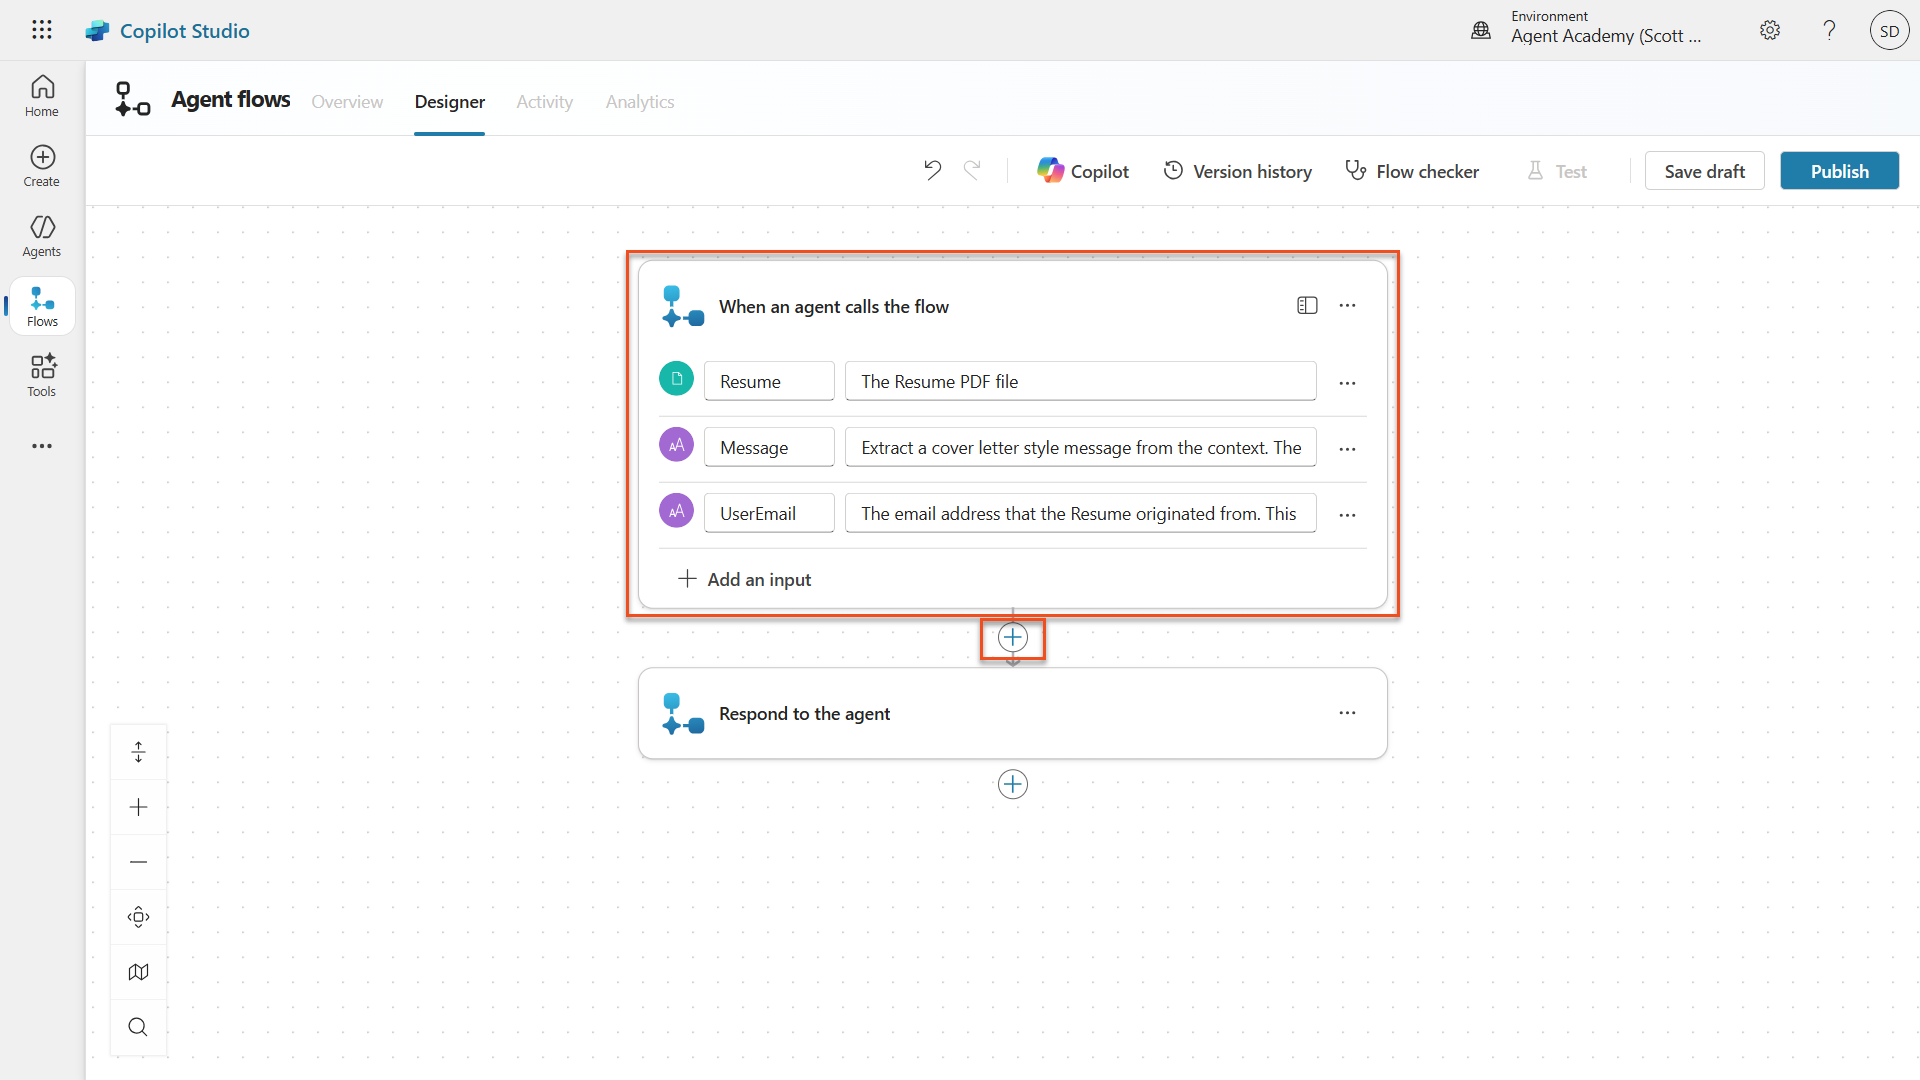 Copilot Studio
Environment
Agent Academy (Scott ...
?
SD
Home
Create
Agents
Flows
Tools
Agent flows
Overview
Designer
Activity
Analytics
Copilot
Version history
Flow checker
Test
Save draft
Publish
When an agent calls the flow
Resume
The Resume PDF file
AA
Message
Extract a cover letter style message from the context. The
AA
UserEmail
The email address that the Resume originated from. This
Add an input
Respond to the agent